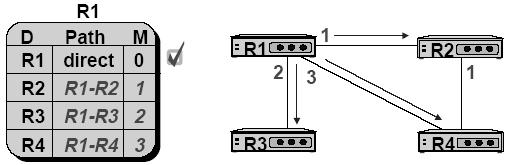 R1
D Path M
R1 direct 0
R2 R1-R2 1
R3 R1-R3 2
R4 R1-R4 3
R1 1 R2
2 3 1
R3 R4